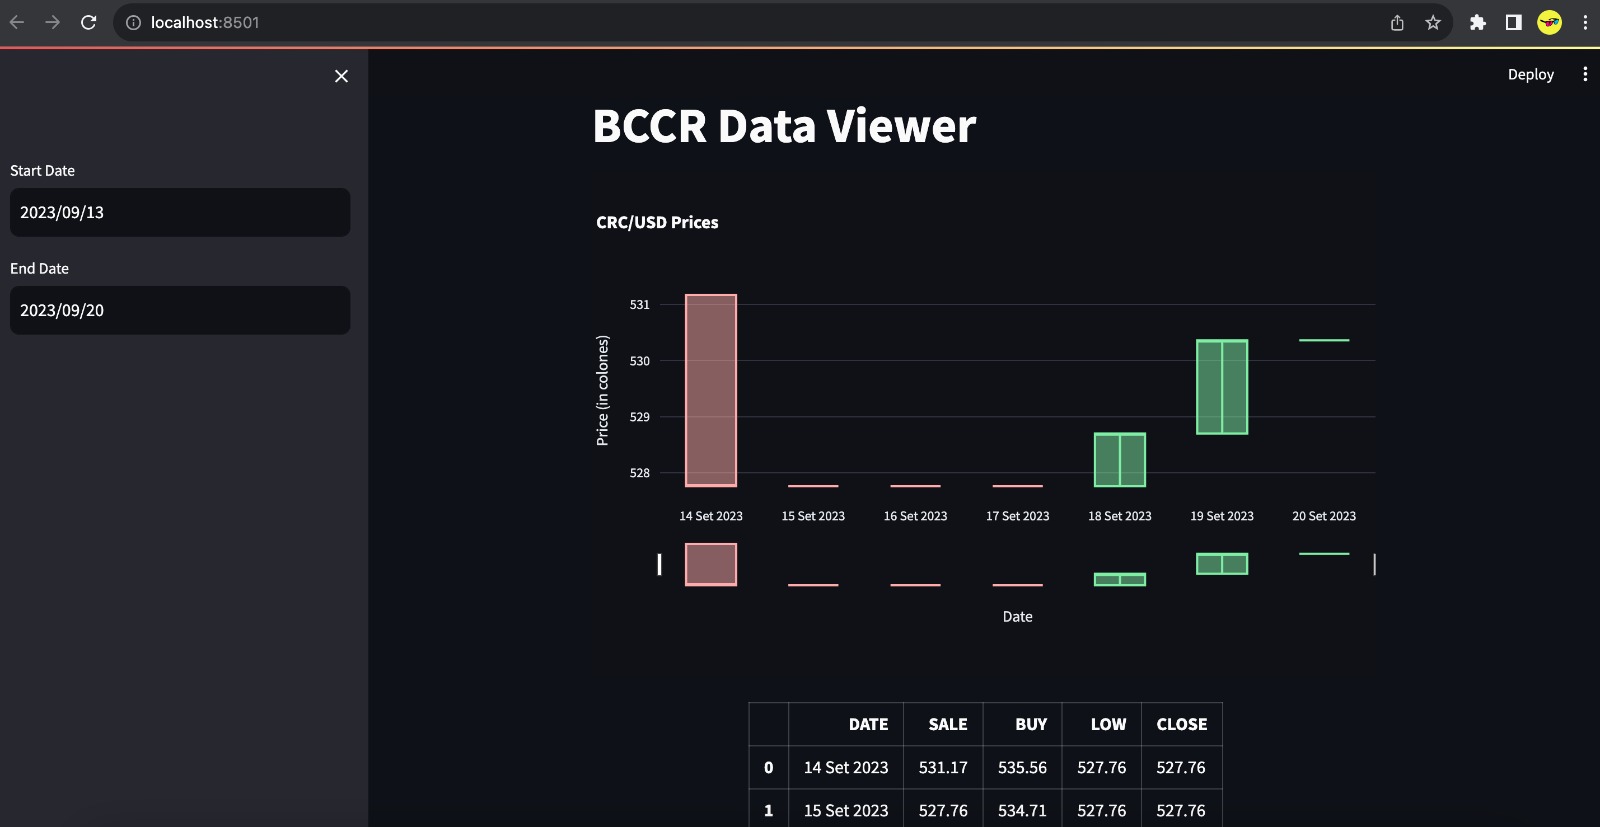 localhost:8501
Deploy
Start Date
2023/09/13
End Date
2023/09/20
BCCR Data Viewer
CRC/USD Prices
Price (in colones)
531
530
529
528
14 Set 2023 15 Set 2023 16 Set 2023 17 Set 2023 18 Set 2023 19 Set 2023 20 Set 2023
Date
DATE SALE BUY LOW CLOSE
0 14 Set 2023 531.17 535.56 527.76 527.76
1 15 Set 2023 527.76 534.71 527.76 527.76